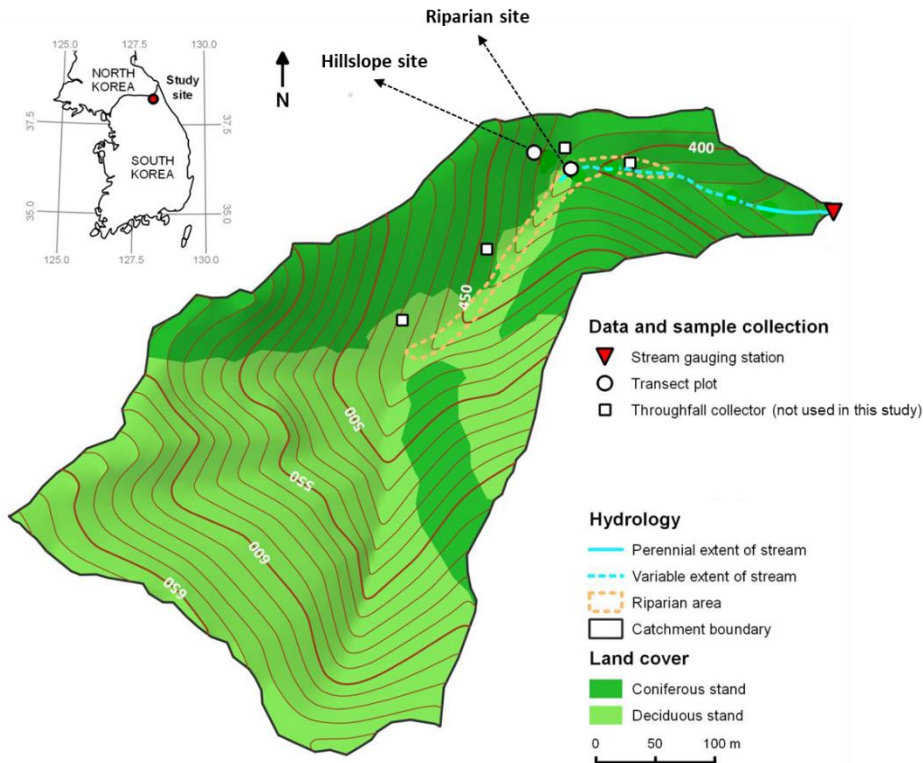 Riparian site
Hillslope site
125.0 127.5 130.0
NORTH
KOREA
Study
site
37.5
37.5
SOUTH
KOREA
35.0
35.0
125.0 127.5 130.0
N
400
450
500
550
600
650
Data and sample collection
Stream gauging station
Transect plot
Throughfall collector (not used in this study)
Hydrology
Perennial extent of stream
Variable extent of stream
Riparian area
Catchment boundary
Land cover
Coniferous stand
Deciduous stand
0 50 100 m